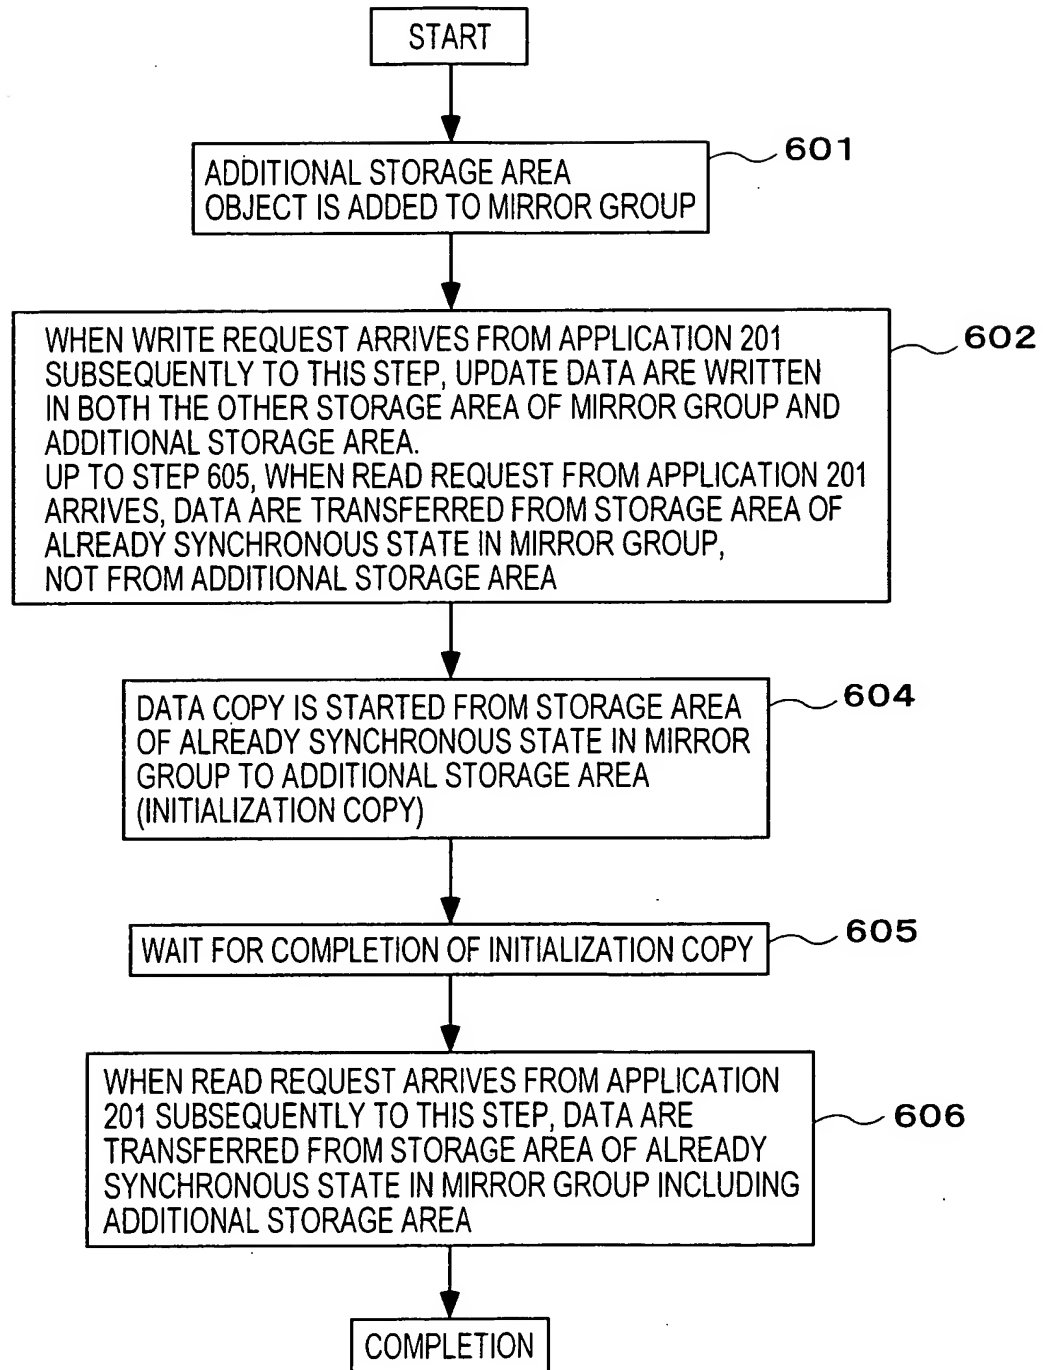 START
601
ADDITIONAL STORAGE AREA
OBJECT IS ADDED TO MIRROR GROUP
602
WHEN WRITE REQUEST ARRIVES FROM APPLICATION 201
SUBSEQUENTLY TO THIS STEP, UPDATE DATA ARE WRITTEN
IN BOTH THE OTHER STORAGE AREA OF MIRROR GROUP AND
ADDITIONAL STORAGE AREA.
UP TO STEP 605, WHEN READ REQUEST FROM APPLICATION 201
ARRIVES, DATA ARE TRANSFERRED FROM STORAGE AREA OF
ALREADY SYNCHRONOUS STATE IN MIRROR GROUP,
NOT FROM ADDITIONAL STORAGE AREA
604
DATA COPY IS STARTED FROM STORAGE AREA
OF ALREADY SYNCHRONOUS STATE IN MIRROR
GROUP TO ADDITIONAL STORAGE AREA
(INITIALIZATION COPY)
605
WAIT FOR COMPLETION OF INITIALIZATION COPY
606
WHEN READ REQUEST ARRIVES FROM APPLICATION
201 SUBSEQUENTLY TO THIS STEP, DATA ARE
TRANSFERRED FROM STORAGE AREA OF ALREADY
SYNCHRONOUS STATE IN MIRROR GROUP INCLUDING
ADDITIONAL STORAGE AREA
COMPLETION